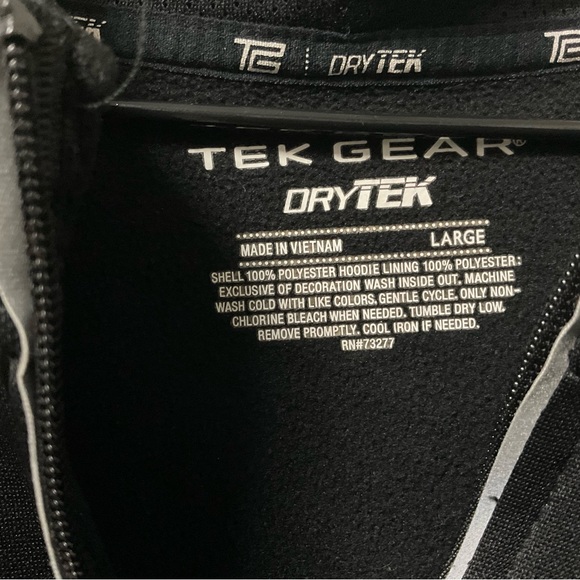 TG DRYTEK TG
TEK GEAR®
DRYTEK
MADE IN VIETNAM LARGE
SHELL 100% POLYESTER HOODIE LINING 100% POLYESTER:
EXCLUSIVE OF DECORATION WASH INSIDE OUT, MACHINE
WASH COLD WITH LIKE COLORS, GENTLE CYCLE. ONLY NON-
CHLORINE BLEACH WHEN NEEDED. TUMBLE DRY LOW,
REMOVE PROMPTLY. COOL IRON IF NEEDED.
RN#73277